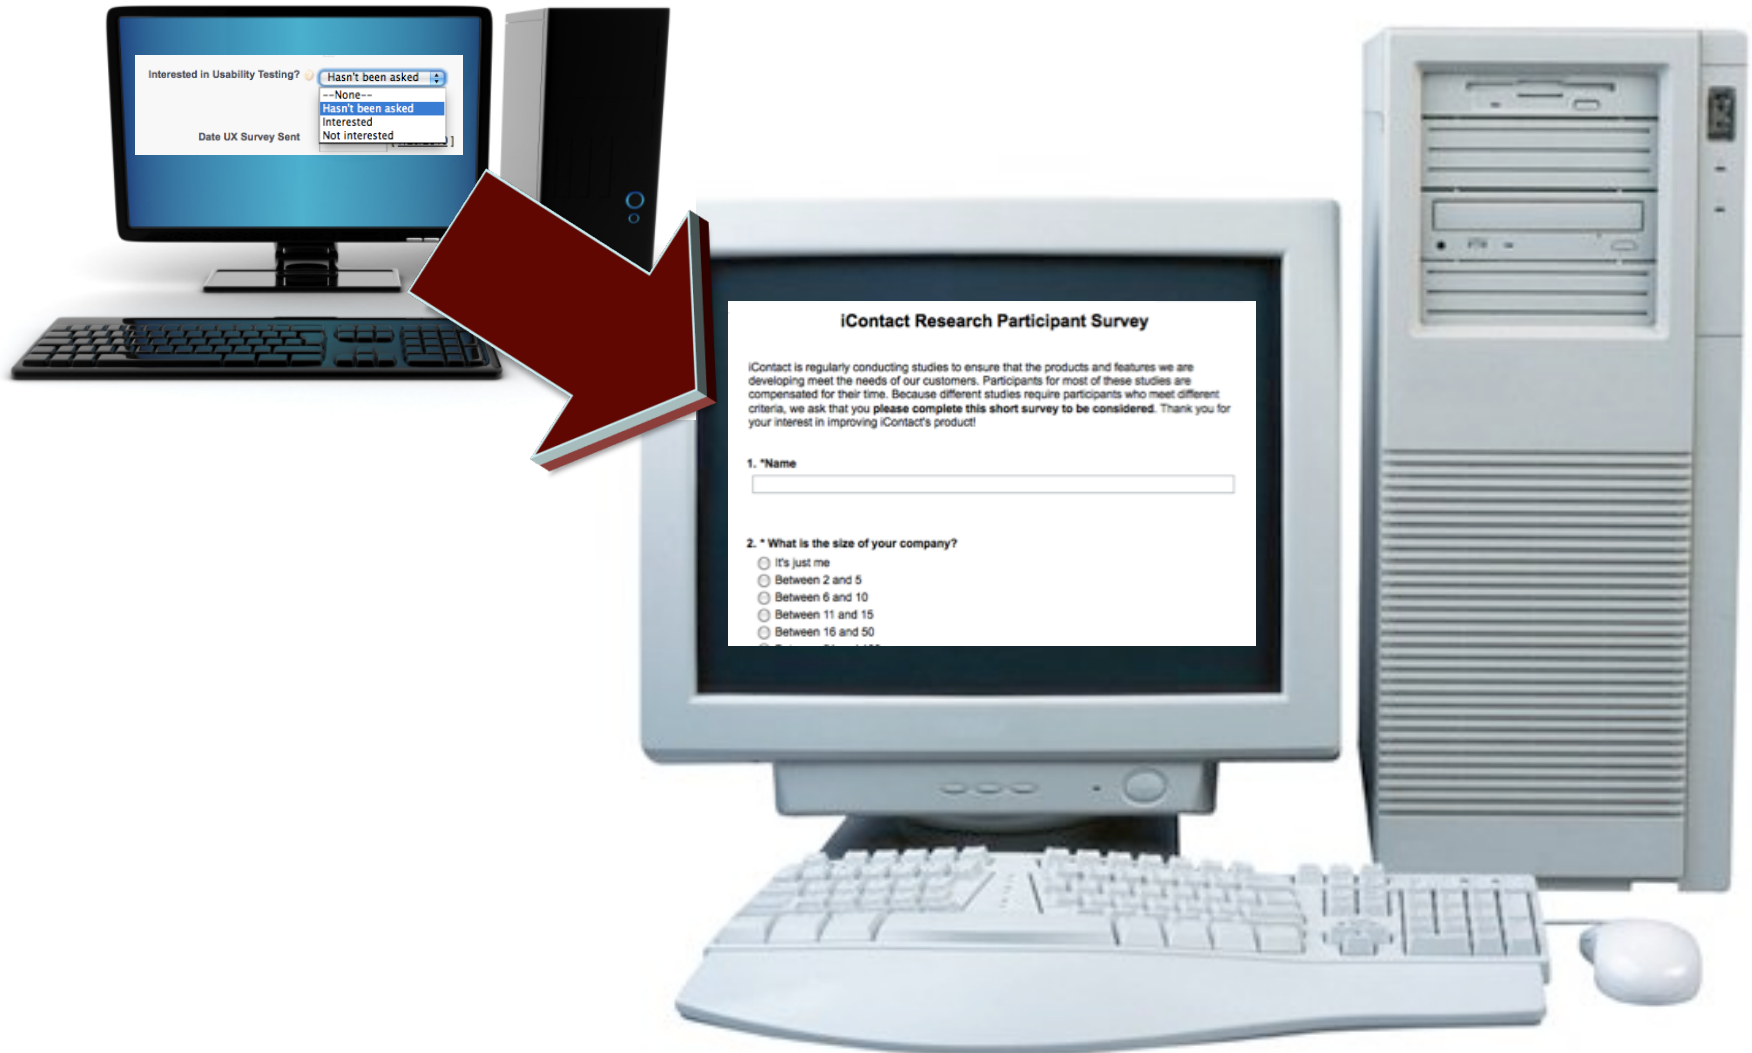 Interested in Usability Testing?
Hasn't been asked
--None--
Hasn't been asked
Interested
Not interested
Date UX Survey Sent
iContact Research Participant Survey
iContact is regularly conducting studies to ensure that the products and features we are
developing meet the needs of our customers. Participants for most of these studies are
compensated for their time. Because different studies require participants who meet different
criteria, we ask that you please complete this short survey to be considered. Thank you for
your interest in improving iContact's product!
1. *Name
2. * What is the size of your company?
It's just me
Between 2 and 5
Between 6 and 10
Between 11 and 15
Between 16 and 50